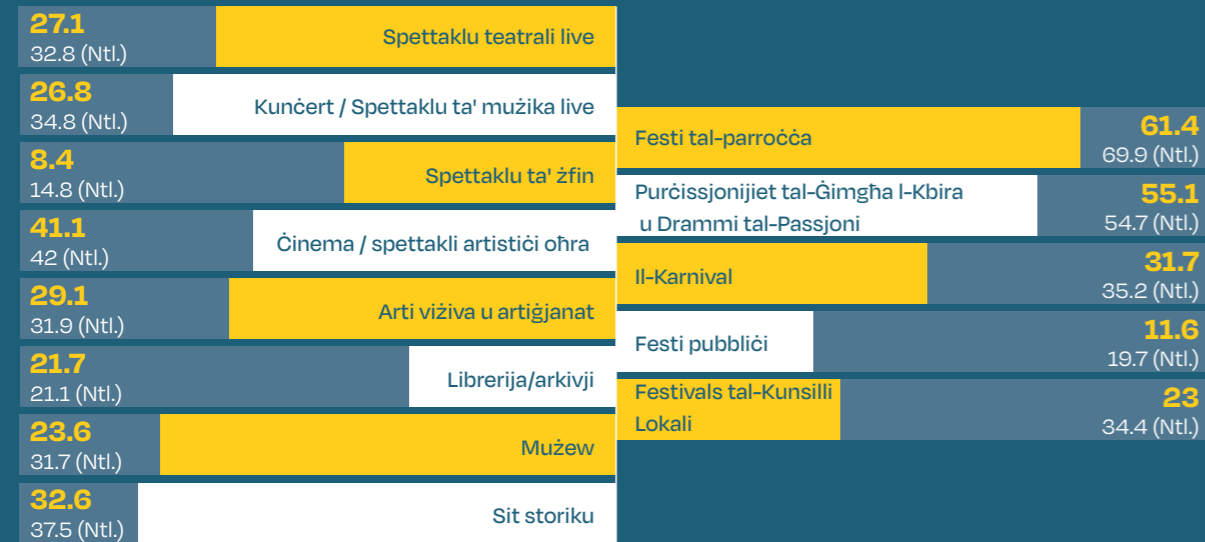 27.1
32.8 (Ntl.)
Spettaklu teatrali live
26.8
34.8 (Ntl.)
Kunċert / Spettaklu ta' mużika live
8.4
14.8 (Ntl.)
Spettaklu ta' żfin
41.1
42 (Ntl.)
Ċinema / spettakli artistiċi oħra
29.1
31.9 (Ntl.)
Arti viżiva u artiġjanat
21.7
21.1 (Ntl.)
Librerija/arkivji
23.6
31.7 (Ntl.)
Mużew
32.6
37.5 (Ntl.)
Sit storiku
Festi tal-parroċċa
61.4
69.9 (Ntl.)
Purċissjonijiet tal-Ġimgħa l-Kbira
u Drammi tal-Passjoni
55.1
54.7 (Ntl.)
Il-Karnival
31.7
35.2 (Ntl.)
Festi pubbliċi
11.6
19.7 (Ntl.)
Festivals tal-Kunsilli
Lokali
23
34.4 (Ntl.)